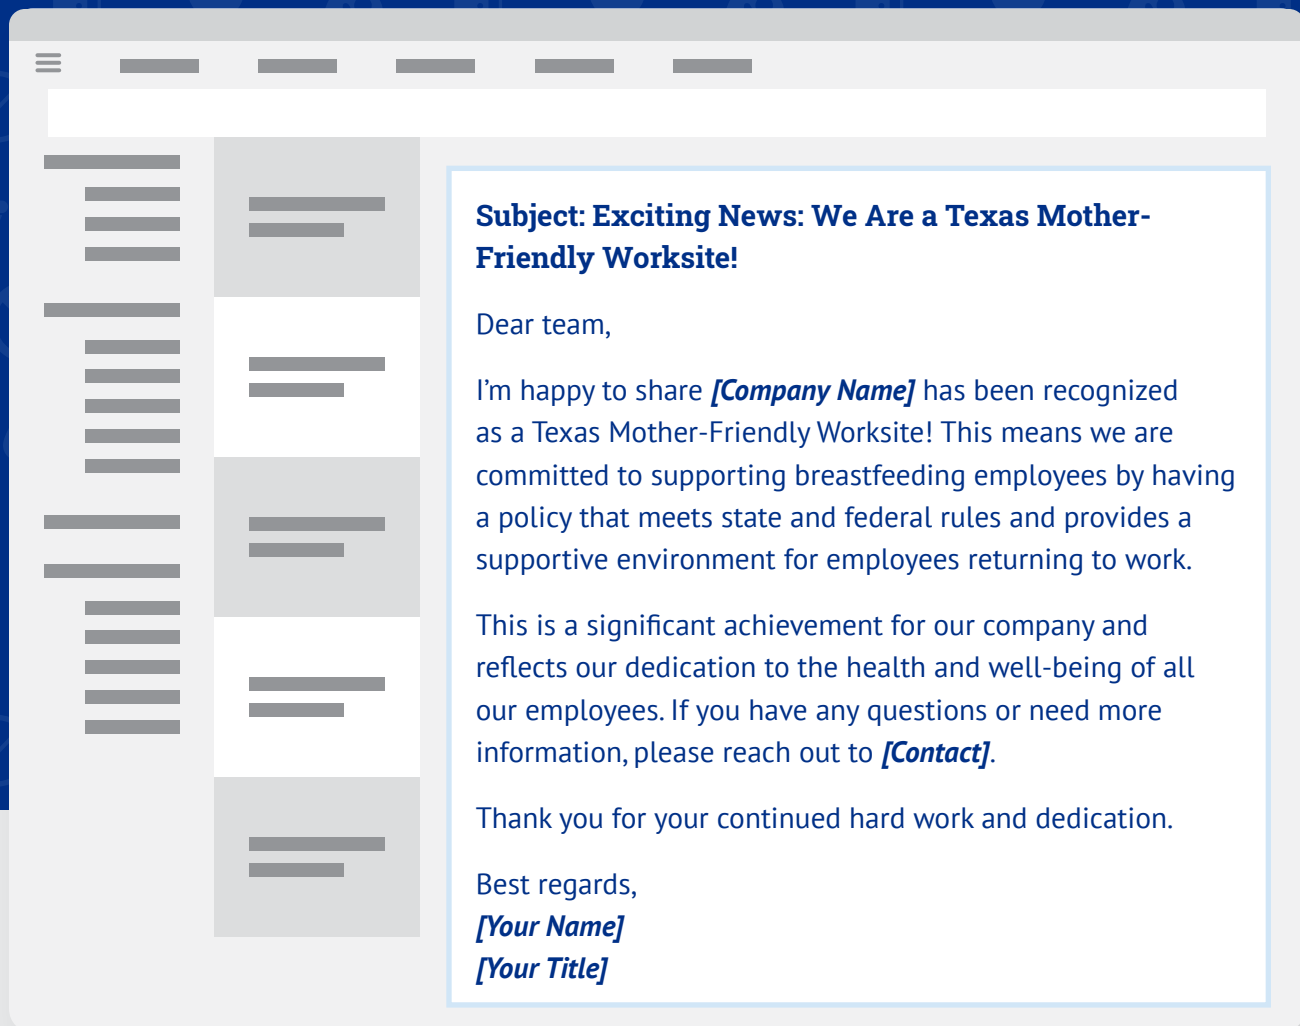 Subject: Exciting News: We Are a Texas Mother-
Friendly Worksite!
Dear team,
I’m happy to share [Company Name] has been recognized
as a Texas Mother-Friendly Worksite! This means we are
committed to supporting breastfeeding employees by having
a policy that meets state and federal rules and provides a
supportive environment for employees returning to work.
This is a significant achievement for our company and
reflects our dedication to the health and well-being of all
our employees. If you have any questions or need more
information, please reach out to [Contact].
Thank you for your continued hard work and dedication.
Best regards,
[Your Name]
[Your Title]